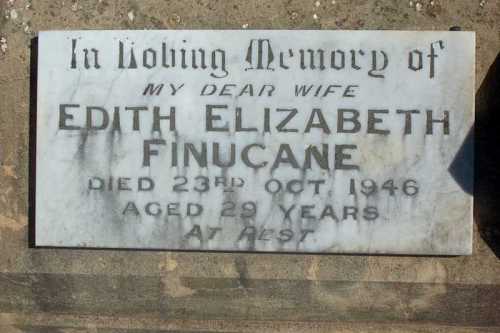 In Loving Memory of
MY DEAR WIFE
EDITH ELIZABETH
FINUCANE
DIED 23RD OCT. 1946
AGED 29 YEARS
AT REST